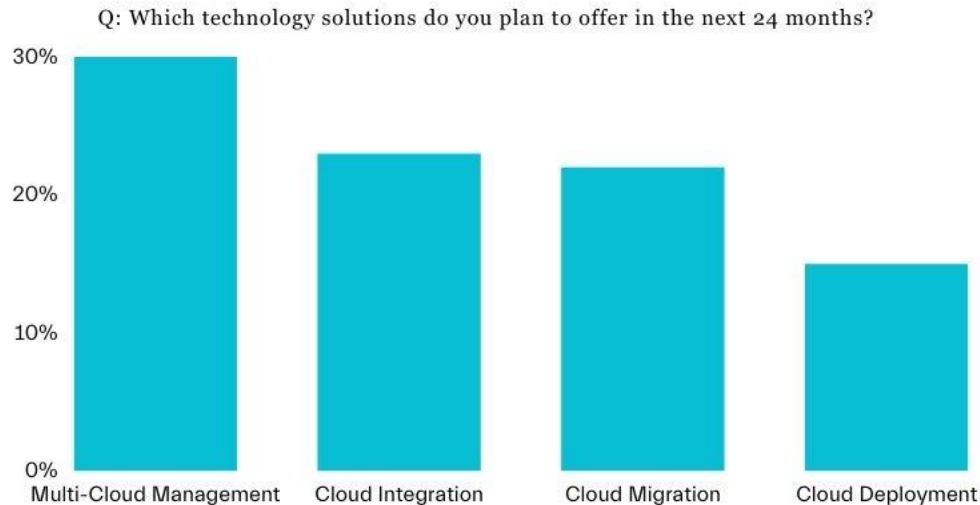 Q: Which technology solutions do you plan to offer in the next 24 months?
30%
20%
10%
0%
Multi-Cloud Management
Cloud Integration
Cloud Migration
Cloud Deployment